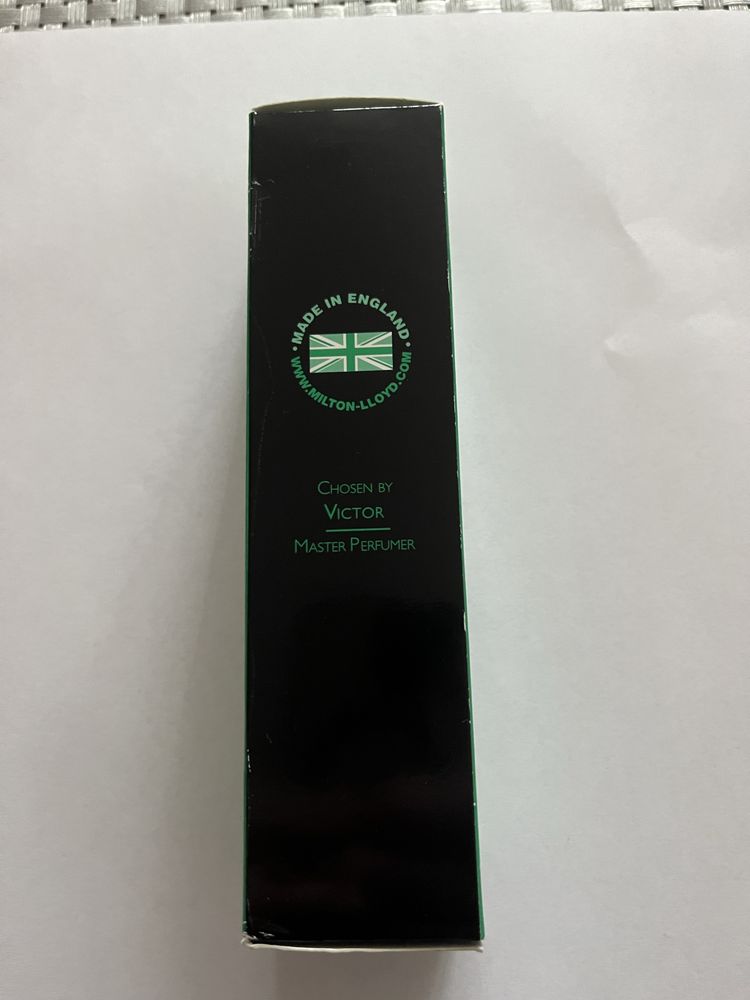 • MADE IN ENGLAND •
WWW.MILTON-LLOYD.COM
CHOSEN BY
VICTOR
MASTER PERFUMER